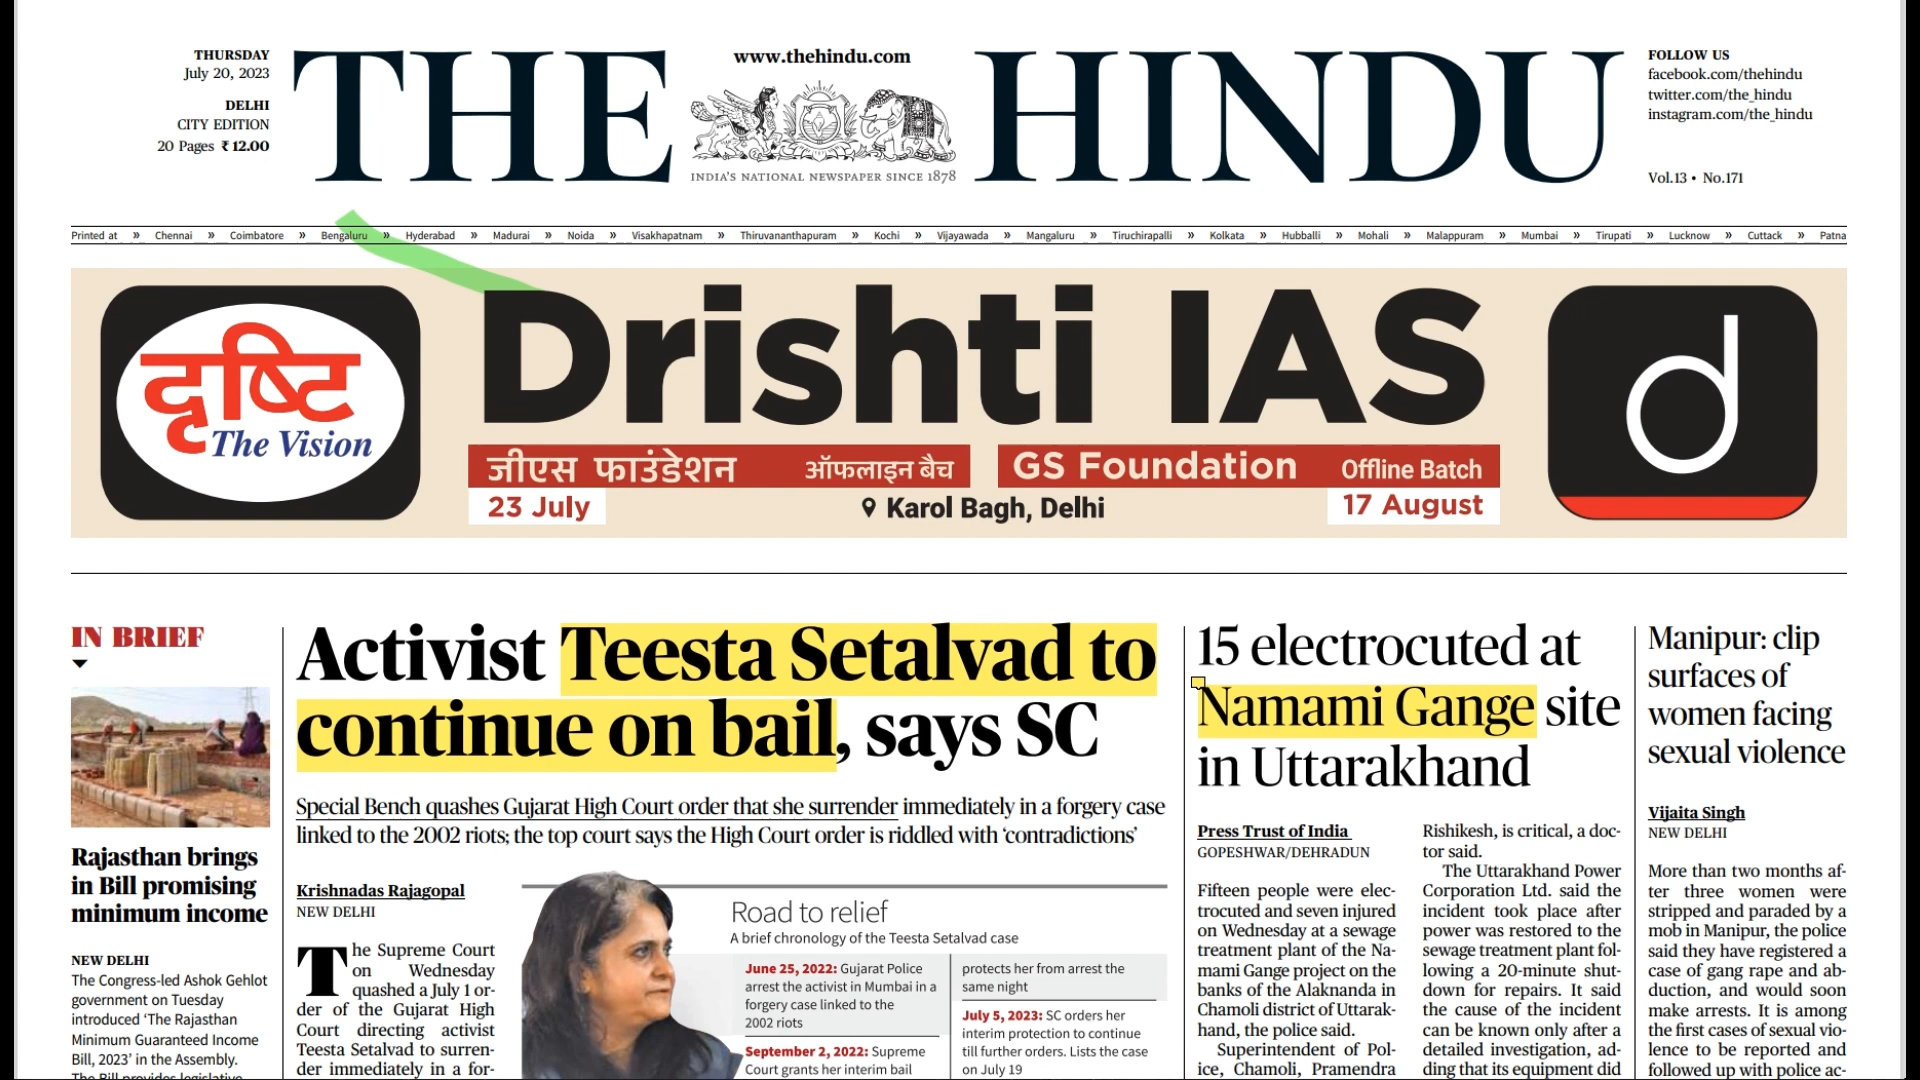 THURSDAY
July 20, 2023
DELHI
CITY EDITION
20 Pages ₹ 12.00
THE HINDU
www.thehindu.com
INDIA'S NATIONAL NEWSPAPER SINCE 1878
FOLLOW US
facebook.com/thehindu
twitter.com/the_hindu
instagram.com/the_hindu
Vol.13 • No.171
Printed at » Chennai » Coimbatore » Bengaluru » Hyderabad » Madurai » Noida » Visakhapatnam » Thiruvananthapuram » Kochi » Vijayawada » Mangaluru » Tiruchirapalli » Kolkata » Hubballi » Mohali » Malappuram » Mumbai » Tirupati » Lucknow » Cuttack » Patna
दृष्टि
The Vision
Drishti IAS
जीएस फाउंडेशन ऑफलाइन बैच
23 July
GS Foundation Offline Batch
Karol Bagh, Delhi
17 August
d
IN BRIEF
Rajasthan brings
in Bill promising
minimum income
NEW DELHI
The Congress-led Ashok Gehlot
government on Tuesday
introduced ‘The Rajasthan
Minimum Guaranteed Income
Bill, 2023’ in the Assembly.
The Bill provides legislative
Activist Teesta Setalvad to
continue on bail, says SC
Special Bench quashes Gujarat High Court order that she surrender immediately in a forgery case
linked to the 2002 riots; the top court says the High Court order is riddled with ‘contradictions’
Krishnadas Rajagopal
NEW DELHI
The Supreme Court
on Wednesday
quashed a July 1 or-
der of the Gujarat High
Court directing activist
Teesta Setalvad to surren-
der immediately in a for-
Road to relief
A brief chronology of the Teesta Setalvad case
June 25, 2022: Gujarat Police
arrest the activist in Mumbai in a
forgery case linked to the
2002 riots
September 2, 2022: Supreme
Court grants her interim bail
protects her from arrest the
same night
July 5, 2023: SC orders her
interim protection to continue
till further orders. Lists the case
on July 19
15 electrocuted at
Namami Gange site
in Uttarakhand
Press Trust of India
GOPESHWAR/DEHRADUN
Fifteen people were elec-
trocuted and seven injured
on Wednesday at a sewage
treatment plant of the Na-
mami Gange project on the
banks of the Alaknanda in
Chamoli district of Uttarak-
hand, the police said.
Superintendent of Pol-
ice, Chamoli, Pramendra
Rishikesh, is critical, a doc-
tor said.
The Uttarakhand Power
Corporation Ltd. said the
incident took place after
power was restored to the
sewage treatment plant fol-
lowing a 20-minute shut-
down for repairs. It said
the cause of the incident
can be known only after a
detailed investigation, ad-
ding that its equipment did
Manipur: clip
surfaces of
women facing
sexual violence
Vijaita Singh
NEW DELHI
More than two months af-
ter three women were
stripped and paraded by a
mob in Manipur, the police
said they have registered a
case of gang rape and ab-
duction, and would soon
make arrests. It is among
the first cases of sexual vio-
lence to be reported and
followed up with police ac-